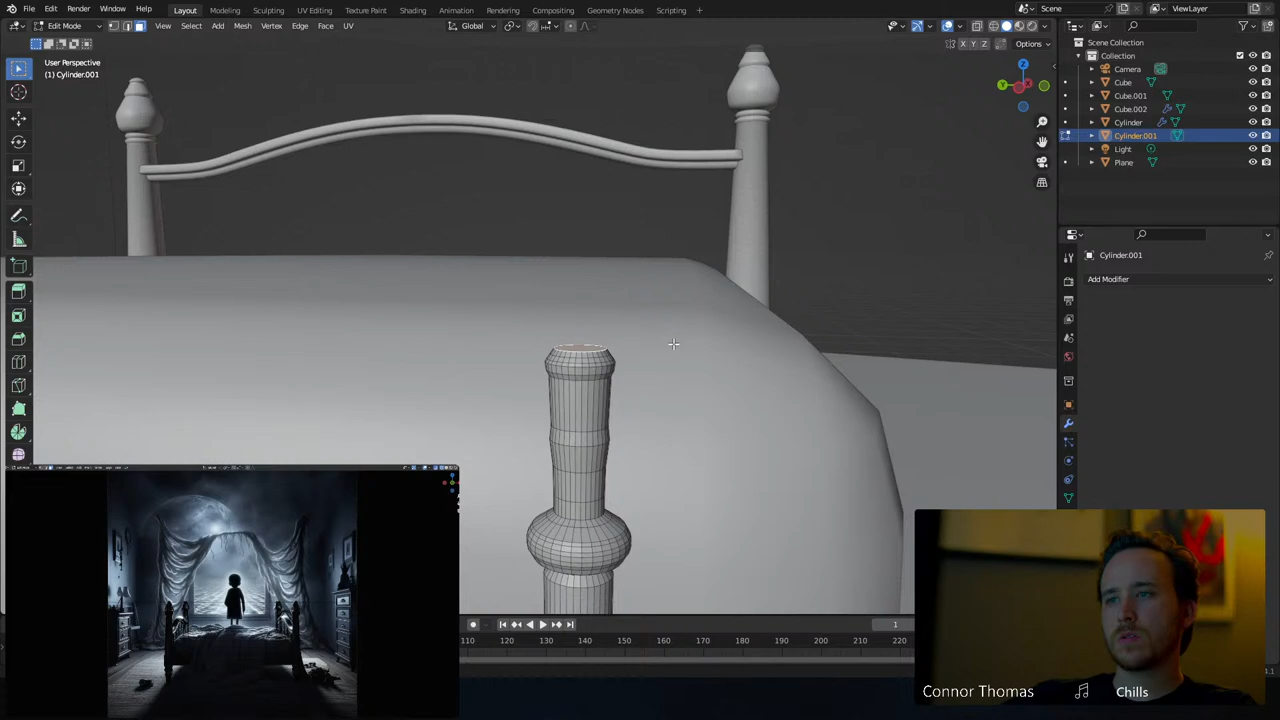 File Edit Render Window Help Layout Modeling Sculpting UV Editing Texture Paint Shading Animation Rendering Compositing Geometry Nodes Scripting + Scene ViewLayer
Edit Mode View Select Add Mesh Vertex Edge Face UV Global
X Y Z Options
User Perspective
(1) Cylinder.001
Z
Y
X
Scene Collection
Collection
Camera
Cube
Cube.001
Cube.002
Cylinder
Cylinder.001
Light
Plane
Cylinder.001
Add Modifier
1
110 120 130 140 150 160 170 180 190 200 210 220
Connor Thomas Chills